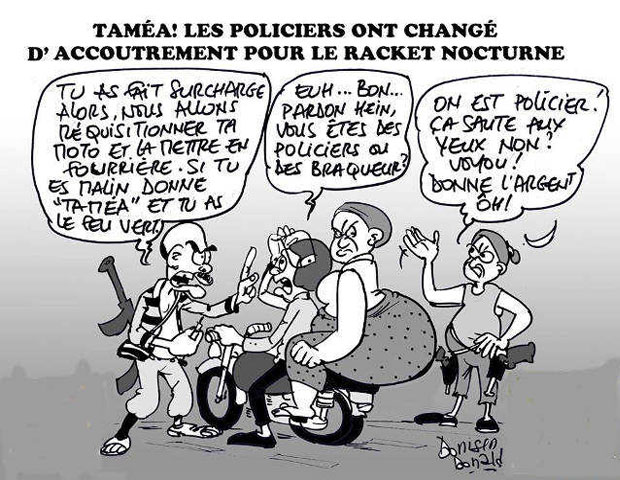 TAMÉA! LES POLICIERS ONT CHANGÉ
D' ACCOUTREMENT POUR LE RACKET NOCTURNE
TU AS FAIT SURCHARGE
ALORS, NOUS ALLONS
RÉQUISITIONNER TA
MOTO ET LA METTRE EN
FOURRIÈRE. SI TU
ES MALIN DONNE
"TAMÉA" ET TU AS
LE FEU VERT!
EUH... BON...
PARDON HEIN,
VOUS ÊTES DES
POLICIERS OU
DES BRAQUEUR?
ON EST POLICIER!
ÇA SAUTE AUX
YEUX NON?
VOYOU!
DONNE L'ARGENT
OH!
Donisen
Donald